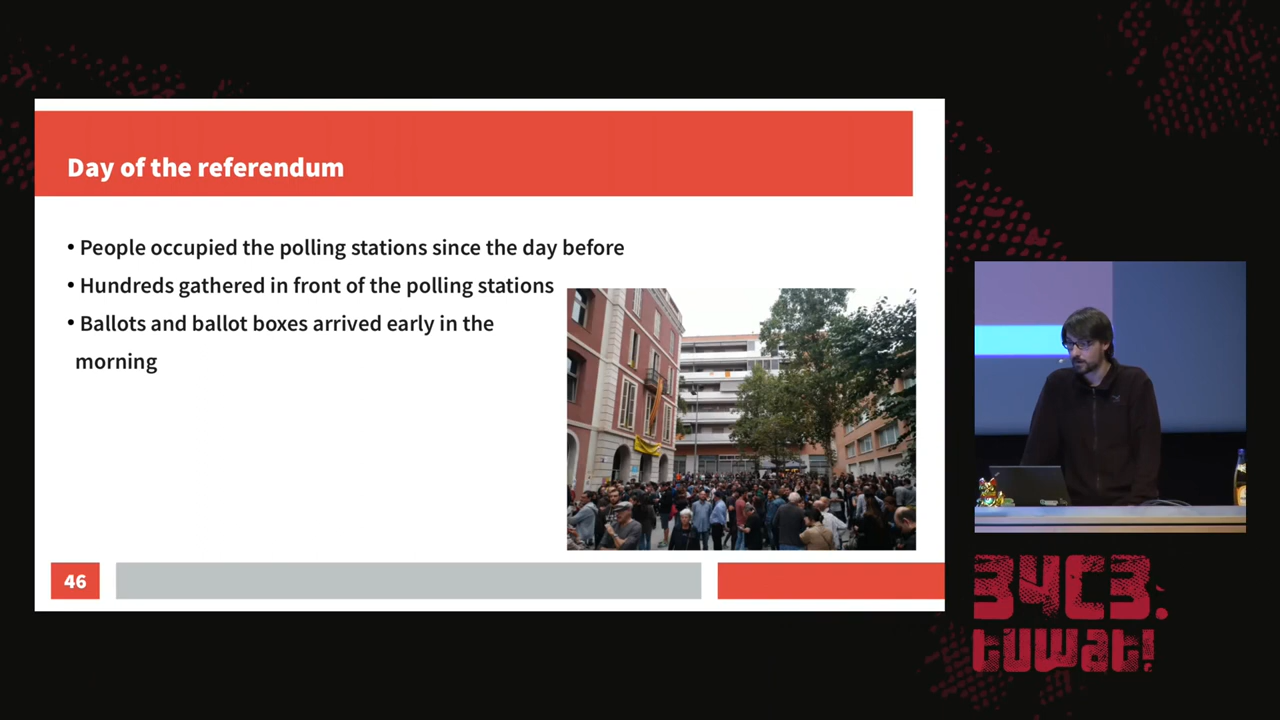 Day of the referendum
• People occupied the polling stations since the day before
• Hundreds gathered in front of the polling stations
• Ballots and ballot boxes arrived early in the
morning
46
34C3.
tuwat!